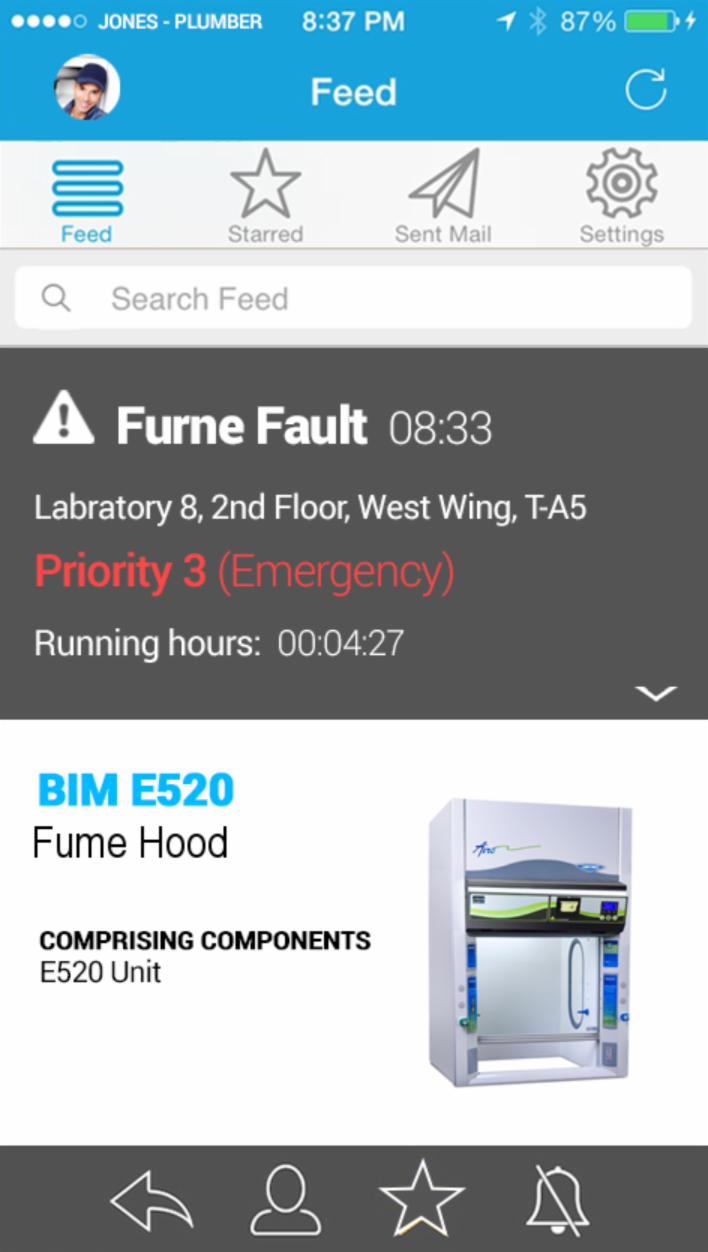 JONES - PLUMBER 8:37 PM 87%
Feed
Feed Starred Sent Mail Settings
Search Feed
Furne Fault 08:33
Labratory 8, 2nd Floor, West Wing, T-A5
Priority 3 (Emergency)
Running hours: 00:04:27
BIM E520
Fume Hood
COMPRISING COMPONENTS
E520 Unit